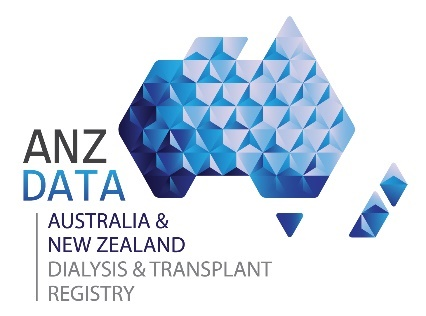 ANZ
DATA
AUSTRALIA &
NEW ZEALAND
DIALYSIS & TRANSPLANT
REGISTRY